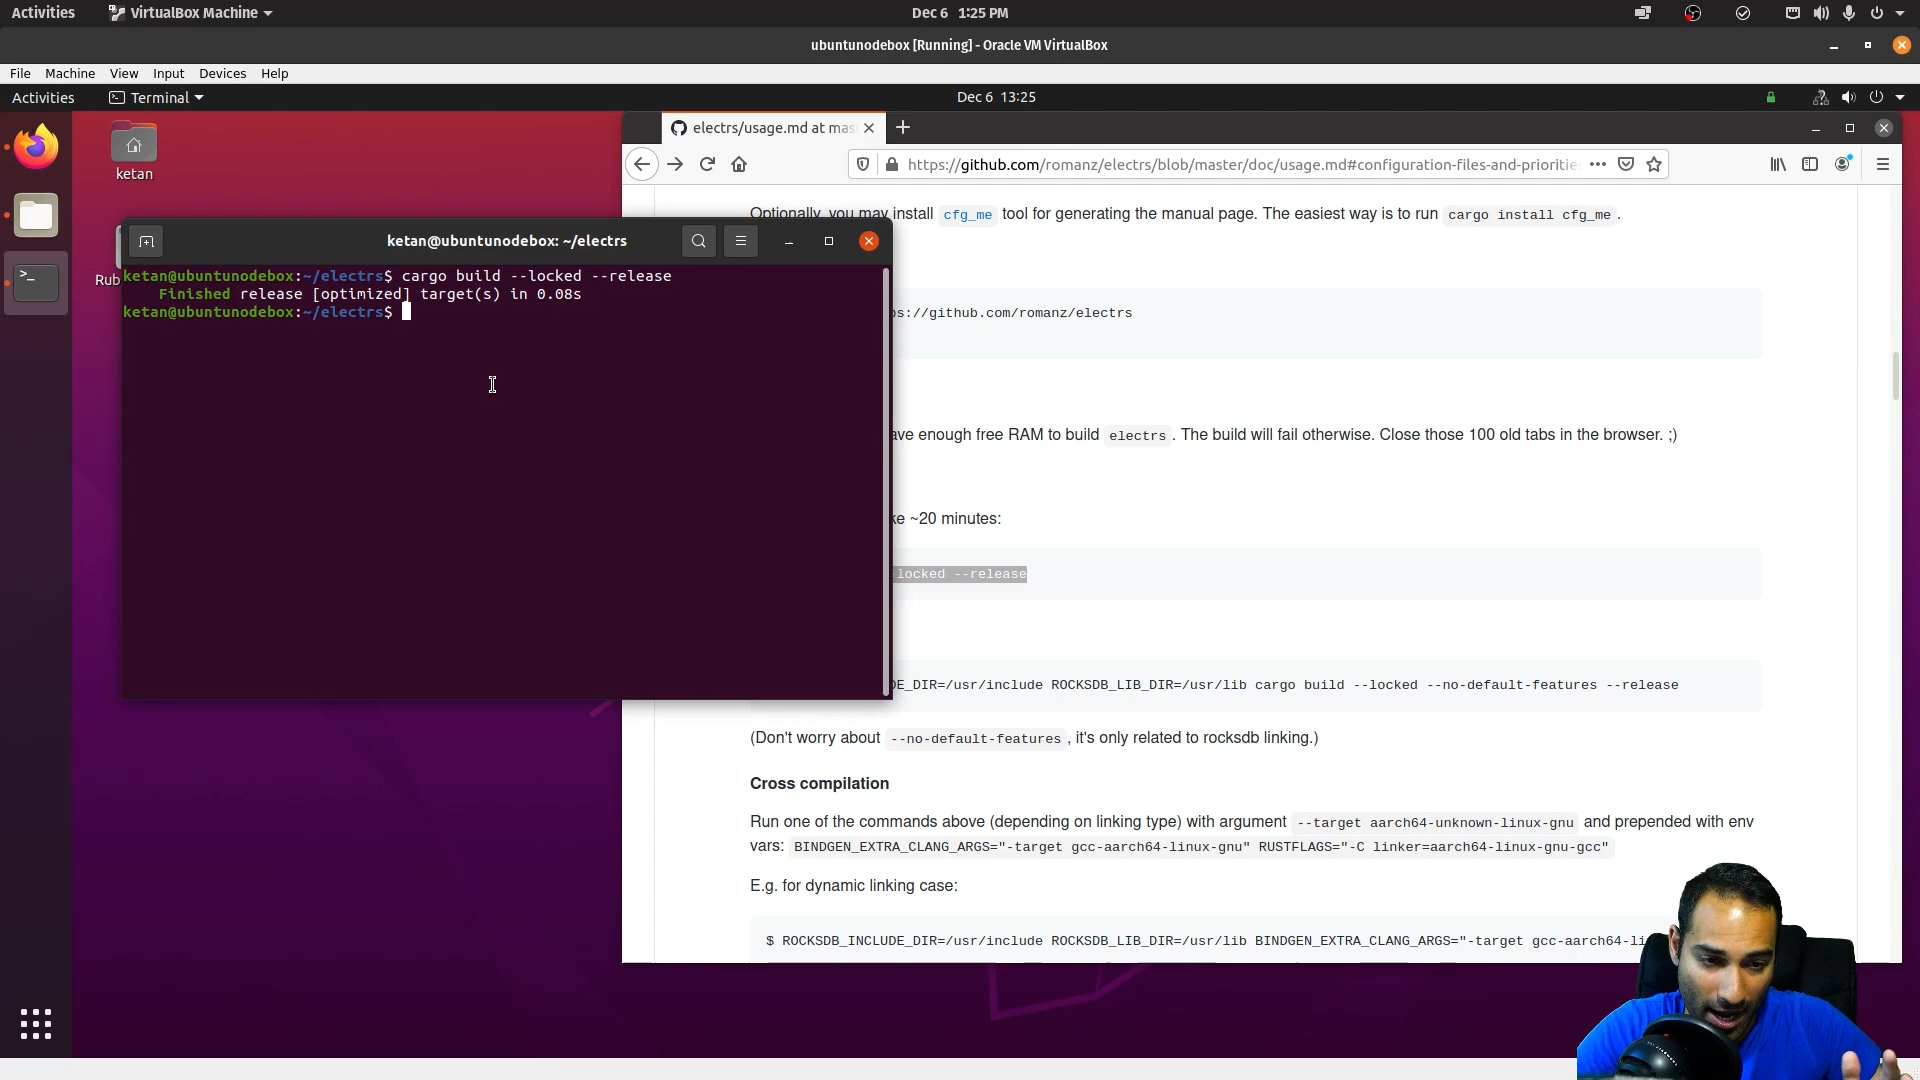 Activities
VirtualBox Machine
Dec 6 1:25 PM
ubuntunodebox [Running] - Oracle VM VirtualBox
File Machine View Input Devices Help
Activities
Terminal
Dec 6 13:25
ketan
Rub
electrs/usage.md at mas
https://github.com/romanz/electrs/blob/master/doc/usage.md#configuration-files-and-prioritie
Optionally, you may install cfg_me tool for generating the manual page. The easiest way is to run cargo install cfg_me .
ketan@ubuntunodebox: ~/electrs
ketan@ubuntunodebox:~/electrs$ cargo build --locked --release
Finished release [optimized] target(s) in 0.08s
ketan@ubuntunodebox:~/electrs$
ps://github.com/romanz/electrs
ave enough free RAM to build electrs . The build will fail otherwise. Close those 100 old tabs in the browser. ;)
ke ~20 minutes:
locked --release
DE_DIR=/usr/include ROCKSDB_LIB_DIR=/usr/lib cargo build --locked --no-default-features --release
(Don't worry about --no-default-features , it's only related to rocksdb linking.)
Cross compilation
Run one of the commands above (depending on linking type) with argument --target aarch64-unknown-linux-gnu and prepended with env
vars: BINDGEN_EXTRA_CLANG_ARGS="-target gcc-aarch64-linux-gnu" RUSTFLAGS="-C linker=aarch64-linux-gnu-gcc"
E.g. for dynamic linking case:
$ ROCKSDB_INCLUDE_DIR=/usr/include ROCKSDB_LIB_DIR=/usr/lib BINDGEN_EXTRA_CLANG_ARGS="-target gcc-aarch64-li